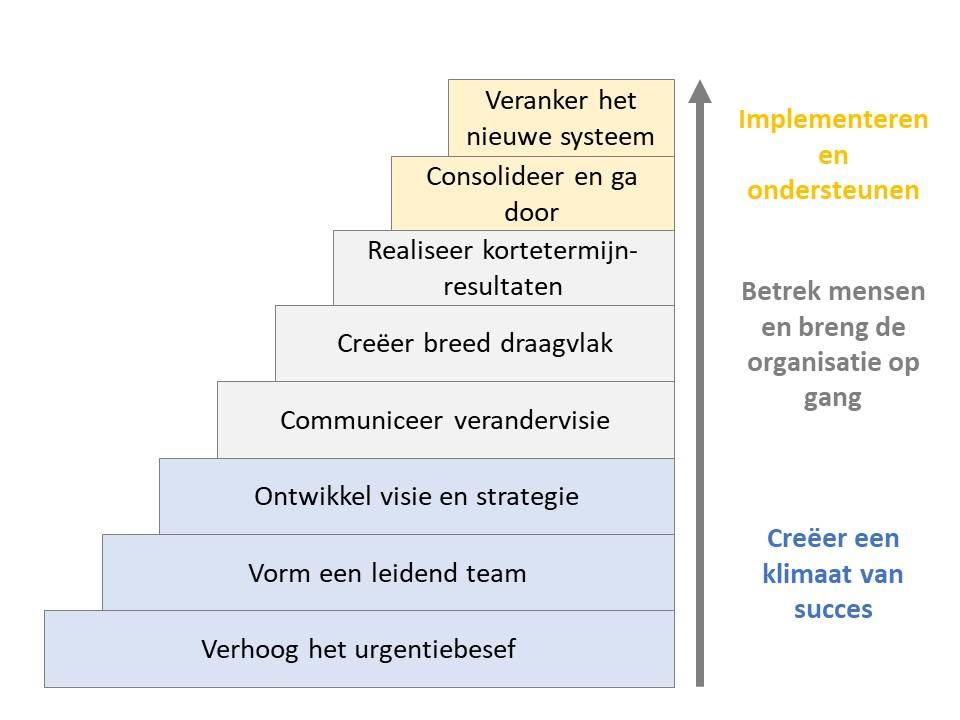 Veranker het
nieuwe systeem
Consolideer en ga
door
Realiseer kortetermijn-
resultaten
Creëer breed draagvlak
Communiceer verandervisie
Ontwikkel visie en strategie
Vorm een leidend team
Verhoog het urgentiebesef
Implementeren
en
ondersteunen
Betrek mensen
en breng de
organisatie op
gang
Creëer een
klimaat van
succes